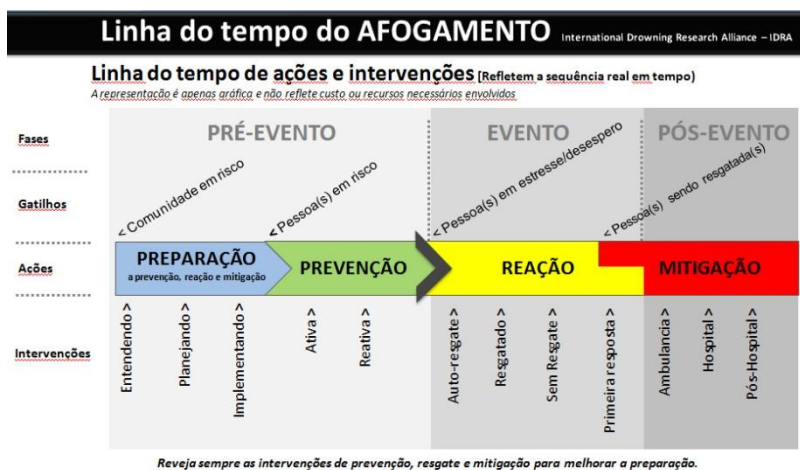 Linha do tempo do AFOGAMENTO International Drowning Research Alliance – IDRA
Linha do tempo de ações e intervenções [Refletem a sequência real em tempo)
A representação é apenas gráfica e não reflete custo ou recursos necessários envolvidos
Fases
PRÉ-EVENTO
EVENTO
PÓS-EVENTO
Gatilhos
< Comunidade em risco
< Pessoa(s) em risco
< Pessoa(s) em estresse/desespero
< Pessoa(s) sendo resgatada(s)
Ações
PREPARAÇÃO
a prevenção, reação e mitigação
PREVENÇÃO
REAÇÃO
MITIGAÇÃO
Intervenções
Entendendo >
Planejando >
Implementando >
Ativa >
Reativa >
Auto-resgate >
Resgatado >
Sem Resgate >
Primeira resposta >
Ambulancia >
Hospital >
Pós-Hospital >
Reveja sempre as intervenções de prevenção, resgate e mitigação para melhorar a preparação.